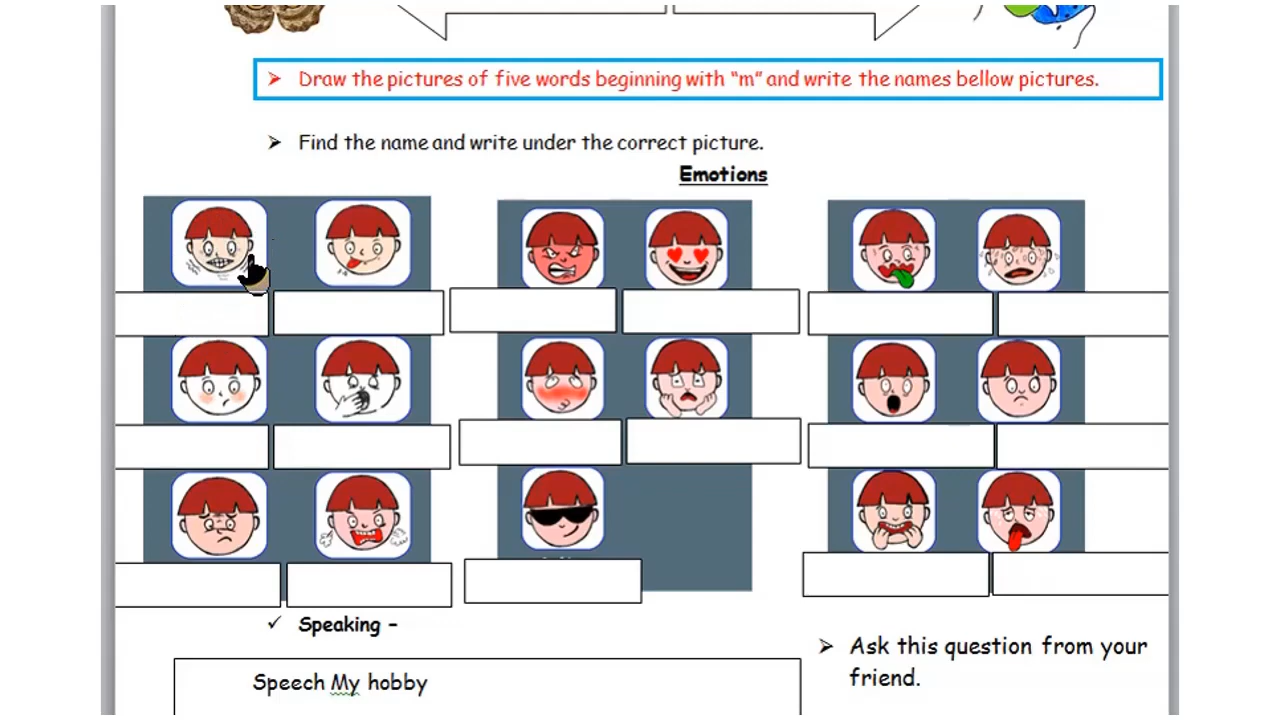 Draw the pictures of five words beginning with “m” and write the names bellow pictures.
Find the name and write under the correct picture.
Emotions
Speaking –
Speech My hobby
Ask this question from your
friend.